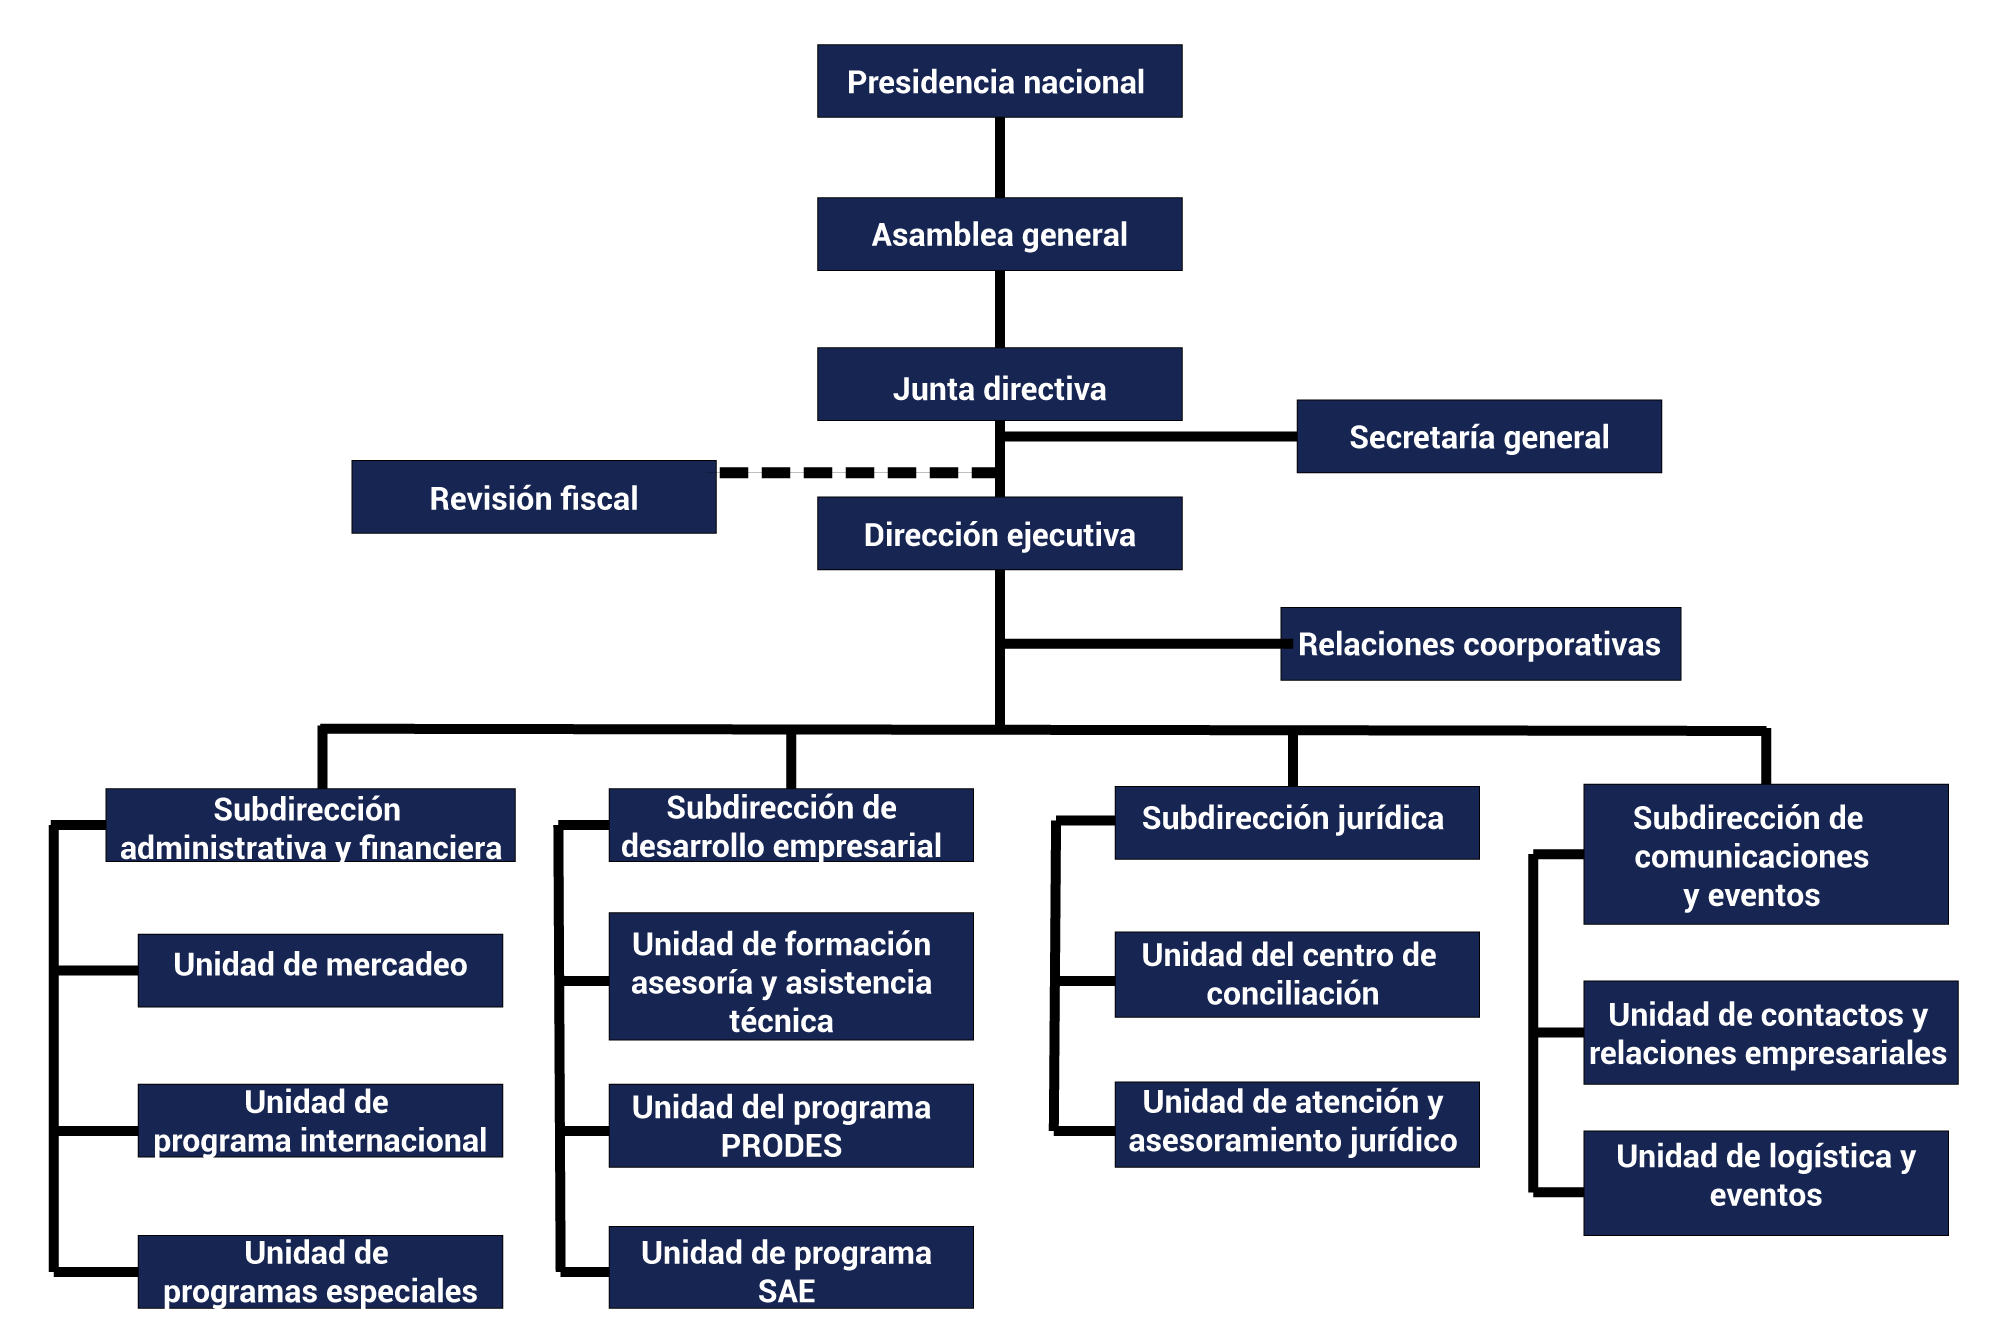 Presidencia nacional
Asamblea general
Junta directiva
Secretaría general
Revisión fiscal
Dirección ejecutiva
Relaciones coorporativas
Subdirección
administrativa y financiera
Unidad de mercadeo
Unidad de
programa internacional
Unidad de
programas especiales
Subdirección de
desarrollo empresarial
Unidad de formación
asesoría y asistencia
técnica
Unidad del programa
PRODES
Unidad de programa
SAE
Subdirección jurídica
Unidad del centro de
conciliación
Unidad de atención y
asesoramiento jurídico
Subdirección de
comunicaciones
y eventos
Unidad de contactos y
relaciones empresariales
Unidad de logística y
eventos